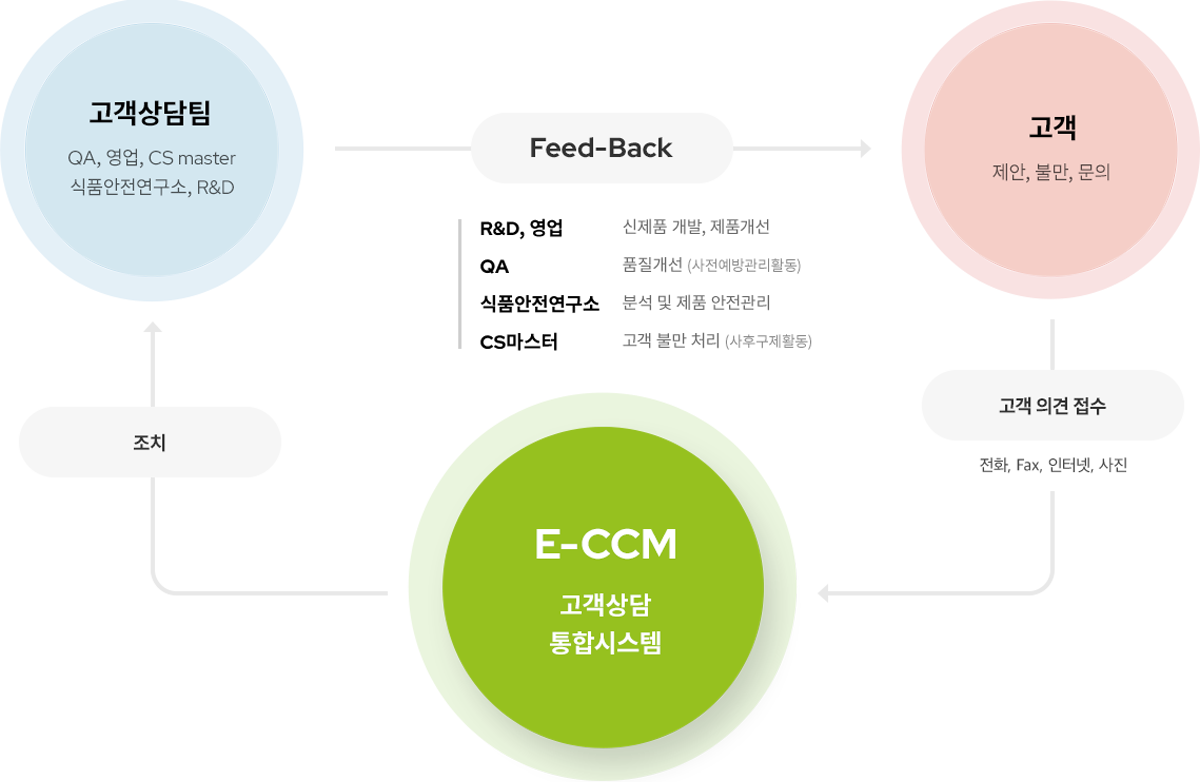 고객상담팀
QA, 영업, CS master
식품안전연구소, R&D
Feed-Back
고객
제안, 불만, 문의
R&D, 영업 신제품 개발, 제품개선
QA 품질개선 (사전예방관리활동)
식품안전연구소 분석 및 제품 안전관리
CS마스터 고객 불만 처리 (사후구제활동)
조치
고객 의견 접수
전화, Fax, 인터넷, 사진
E-CCM
고객상담
통합시스템